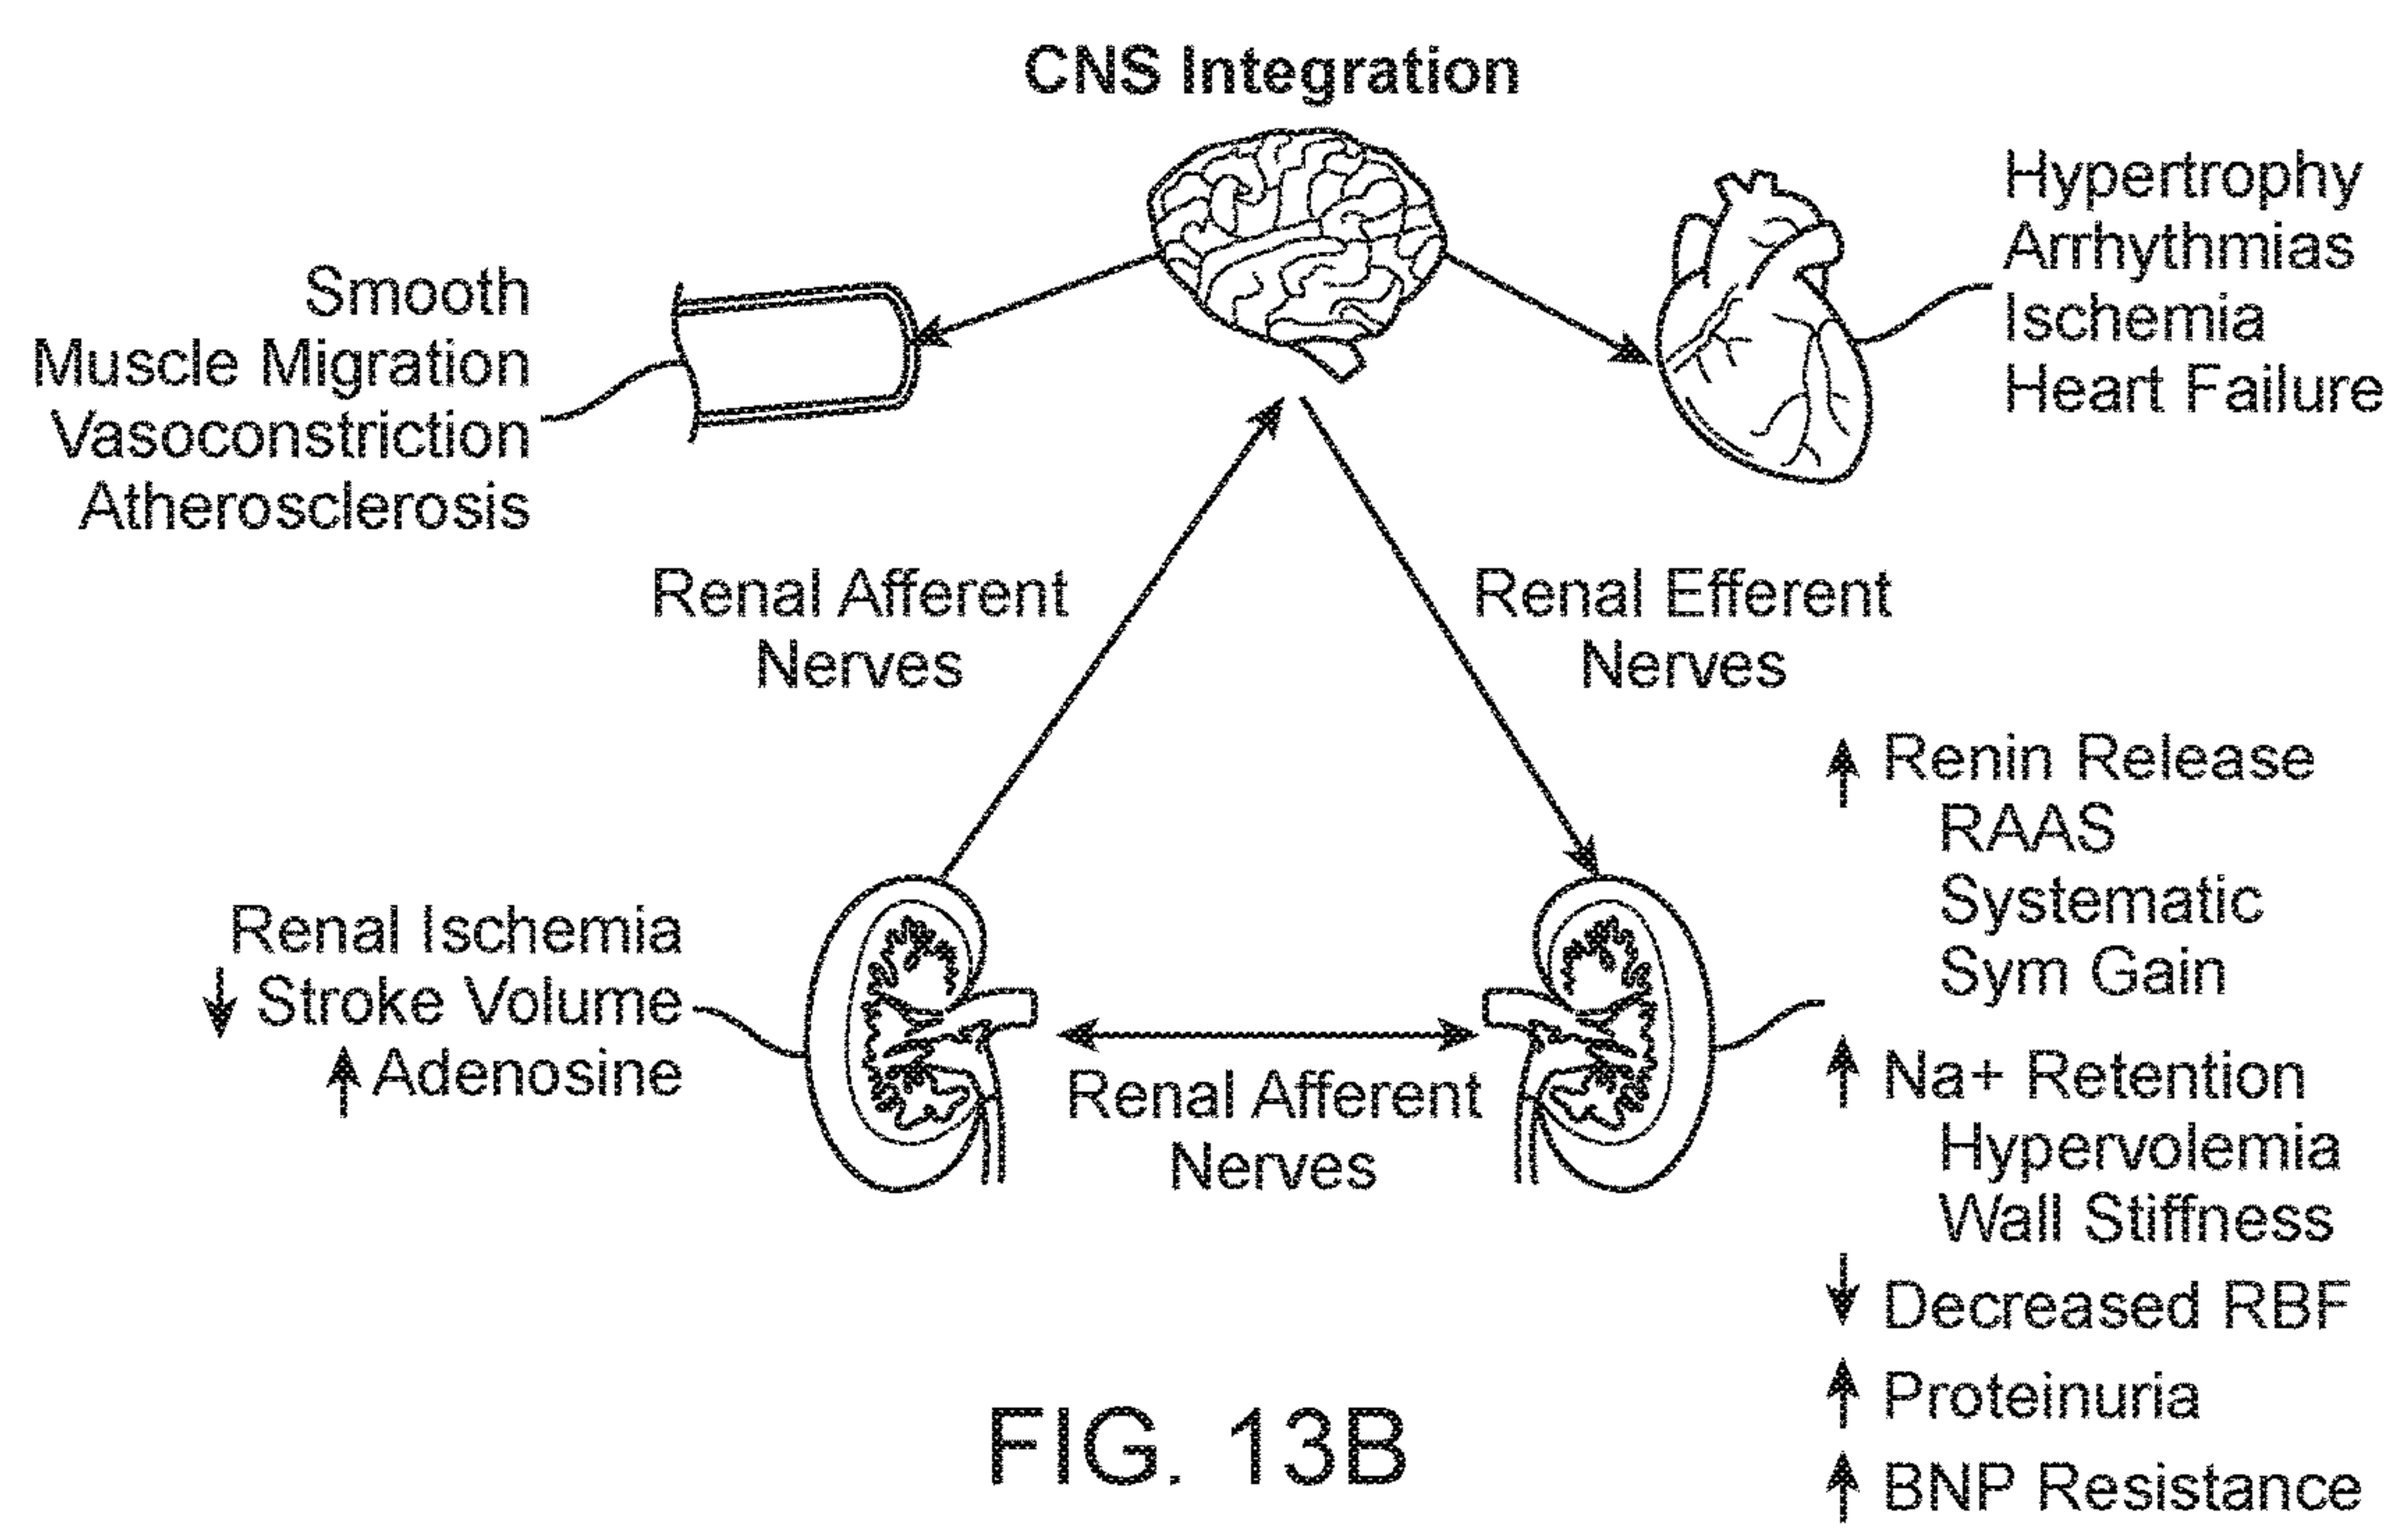 CNS Integration
Smooth
Muscle Migration
Vasoconstriction
Atherosclerosis
Hypertrophy
Arrhythmias
Ischemia
Heart Failure
Renal Afferent
Nerves
Renal Efferent
Nerves
Renal Ischemia
↓ Stroke Volume
↑ Adenosine
Renal Afferent
Nerves
↑ Renin Release
RAAS
Systematic
Sym Gain
↑ Na+ Retention
Hypervolemia
Wall Stiffness
↓ Decreased RBF
↑ Proteinuria
↑ BNP Resistance
FIG. 13B